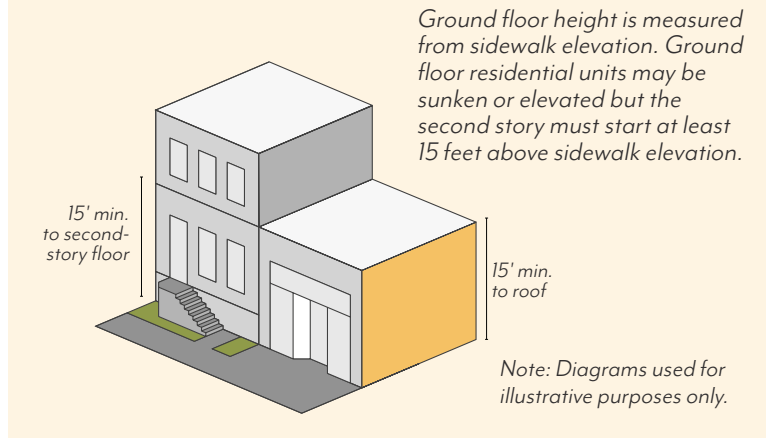 Ground floor height is measured
from sidewalk elevation. Ground
floor residential units may be
sunken or elevated but the
second story must start at least
15 feet above sidewalk elevation.
15' min.
to second-
story floor
15' min.
to roof
Note: Diagrams used for
illustrative purposes only.